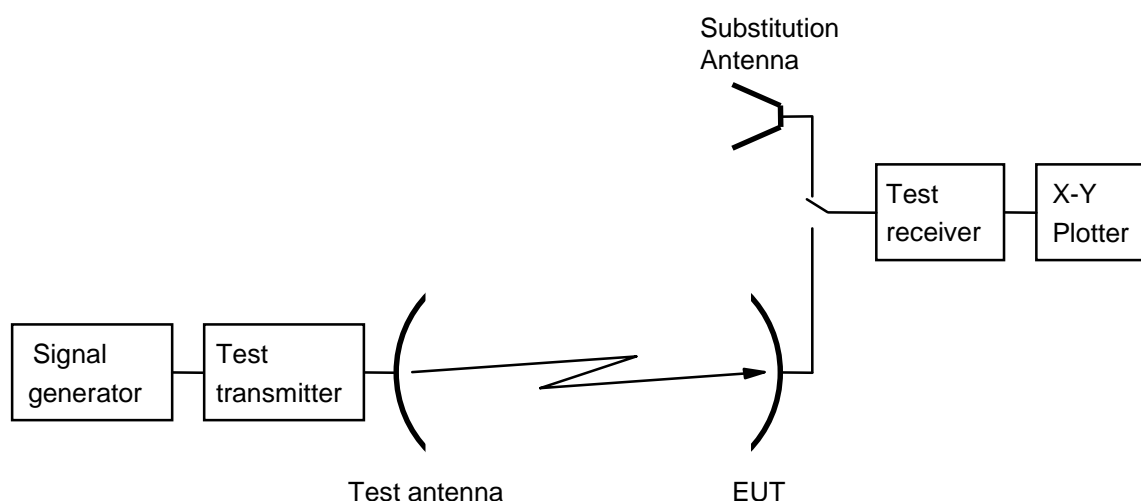 Substitution
Antenna
Test
receiver
X-Y
Plotter
Signal
generator
Test
transmitter
Test antenna
EUT